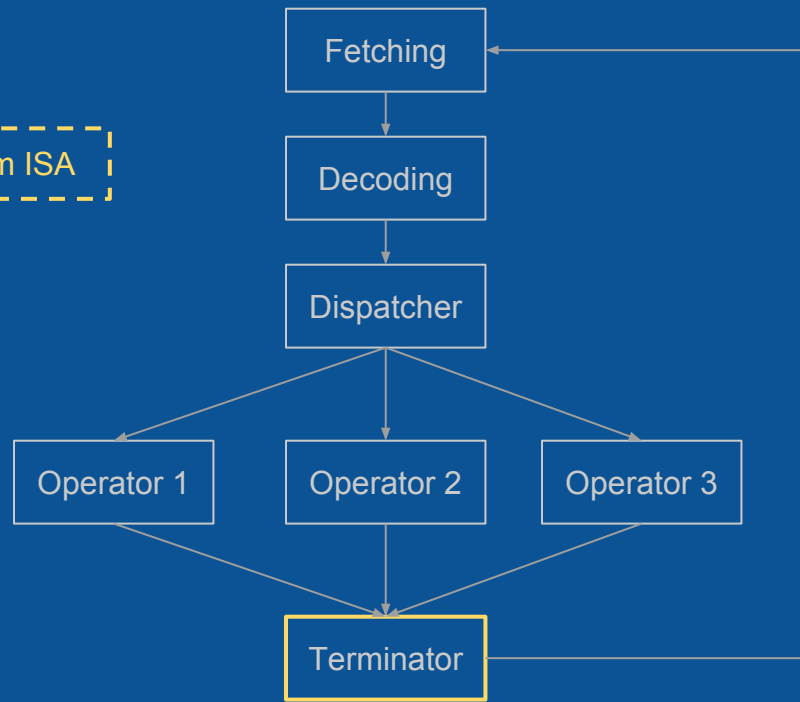 Fetching
ISA
Decoding
Dispatcher
Operator 1
Operator 2
Operator 3
Terminator